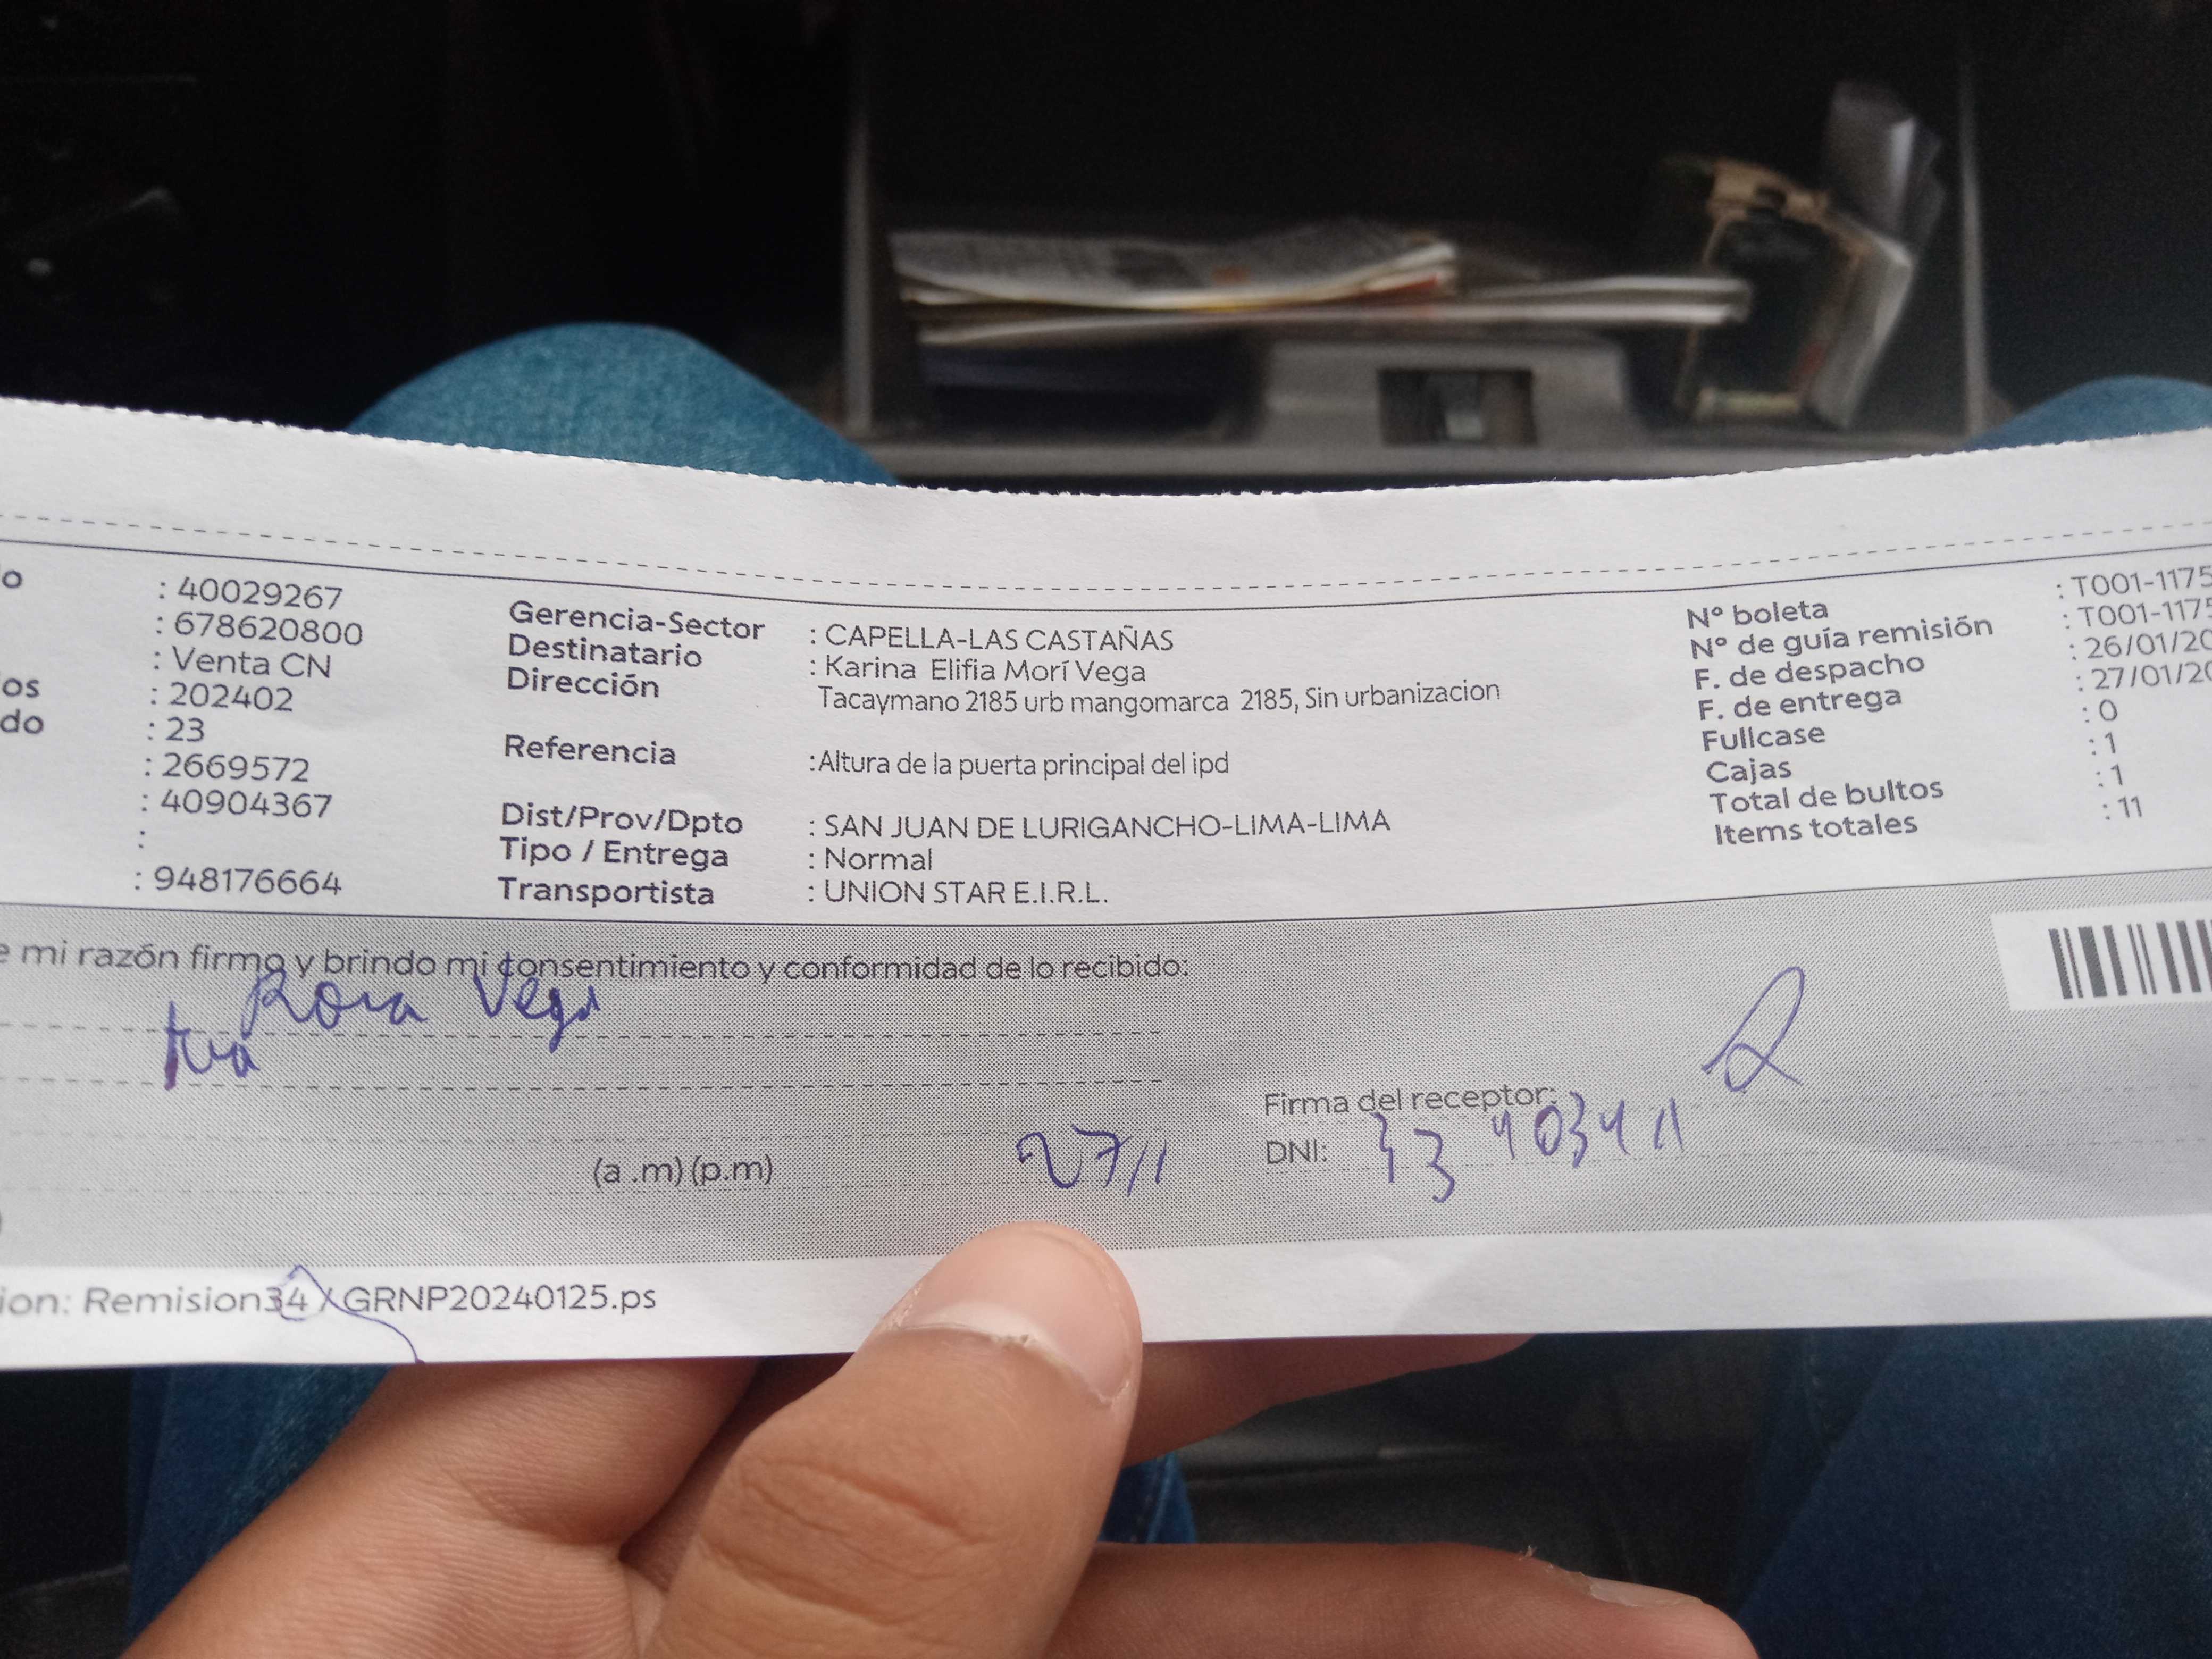 o : 40029267
: 678620800
: Venta CN
os : 202402
do : 23
: 2669572
: 40904367
:
: 948176664
Gerencia-Sector : CAPELLA-LAS CASTAÑAS
Destinatario : Karina Elifia Morí Vega
Dirección Tacaymano 2185 urb mangomarca 2185, Sin urbanizacion
Referencia :Altura de la puerta principal del ipd
Dist/Prov/Dpto : SAN JUAN DE LURIGANCHO-LIMA-LIMA
Tipo / Entrega : Normal
Transportista : UNION STAR E.I.R.L.
N° boleta : T001-1175
N° de guía remisión : T001-1175
F. de despacho : 26/01/20
F. de entrega : 27/01/20
Fullcase : 0
Cajas : 1
Total de bultos : 1
Items totales : 11
e mi razón firmo y brindo mi consentimiento y conformidad de lo recibido:
Rosa Vega
Firma del receptor:
(a .m) (p.m) 27/1
DNI:
ion: Remision34 / GRNP20240125.ps